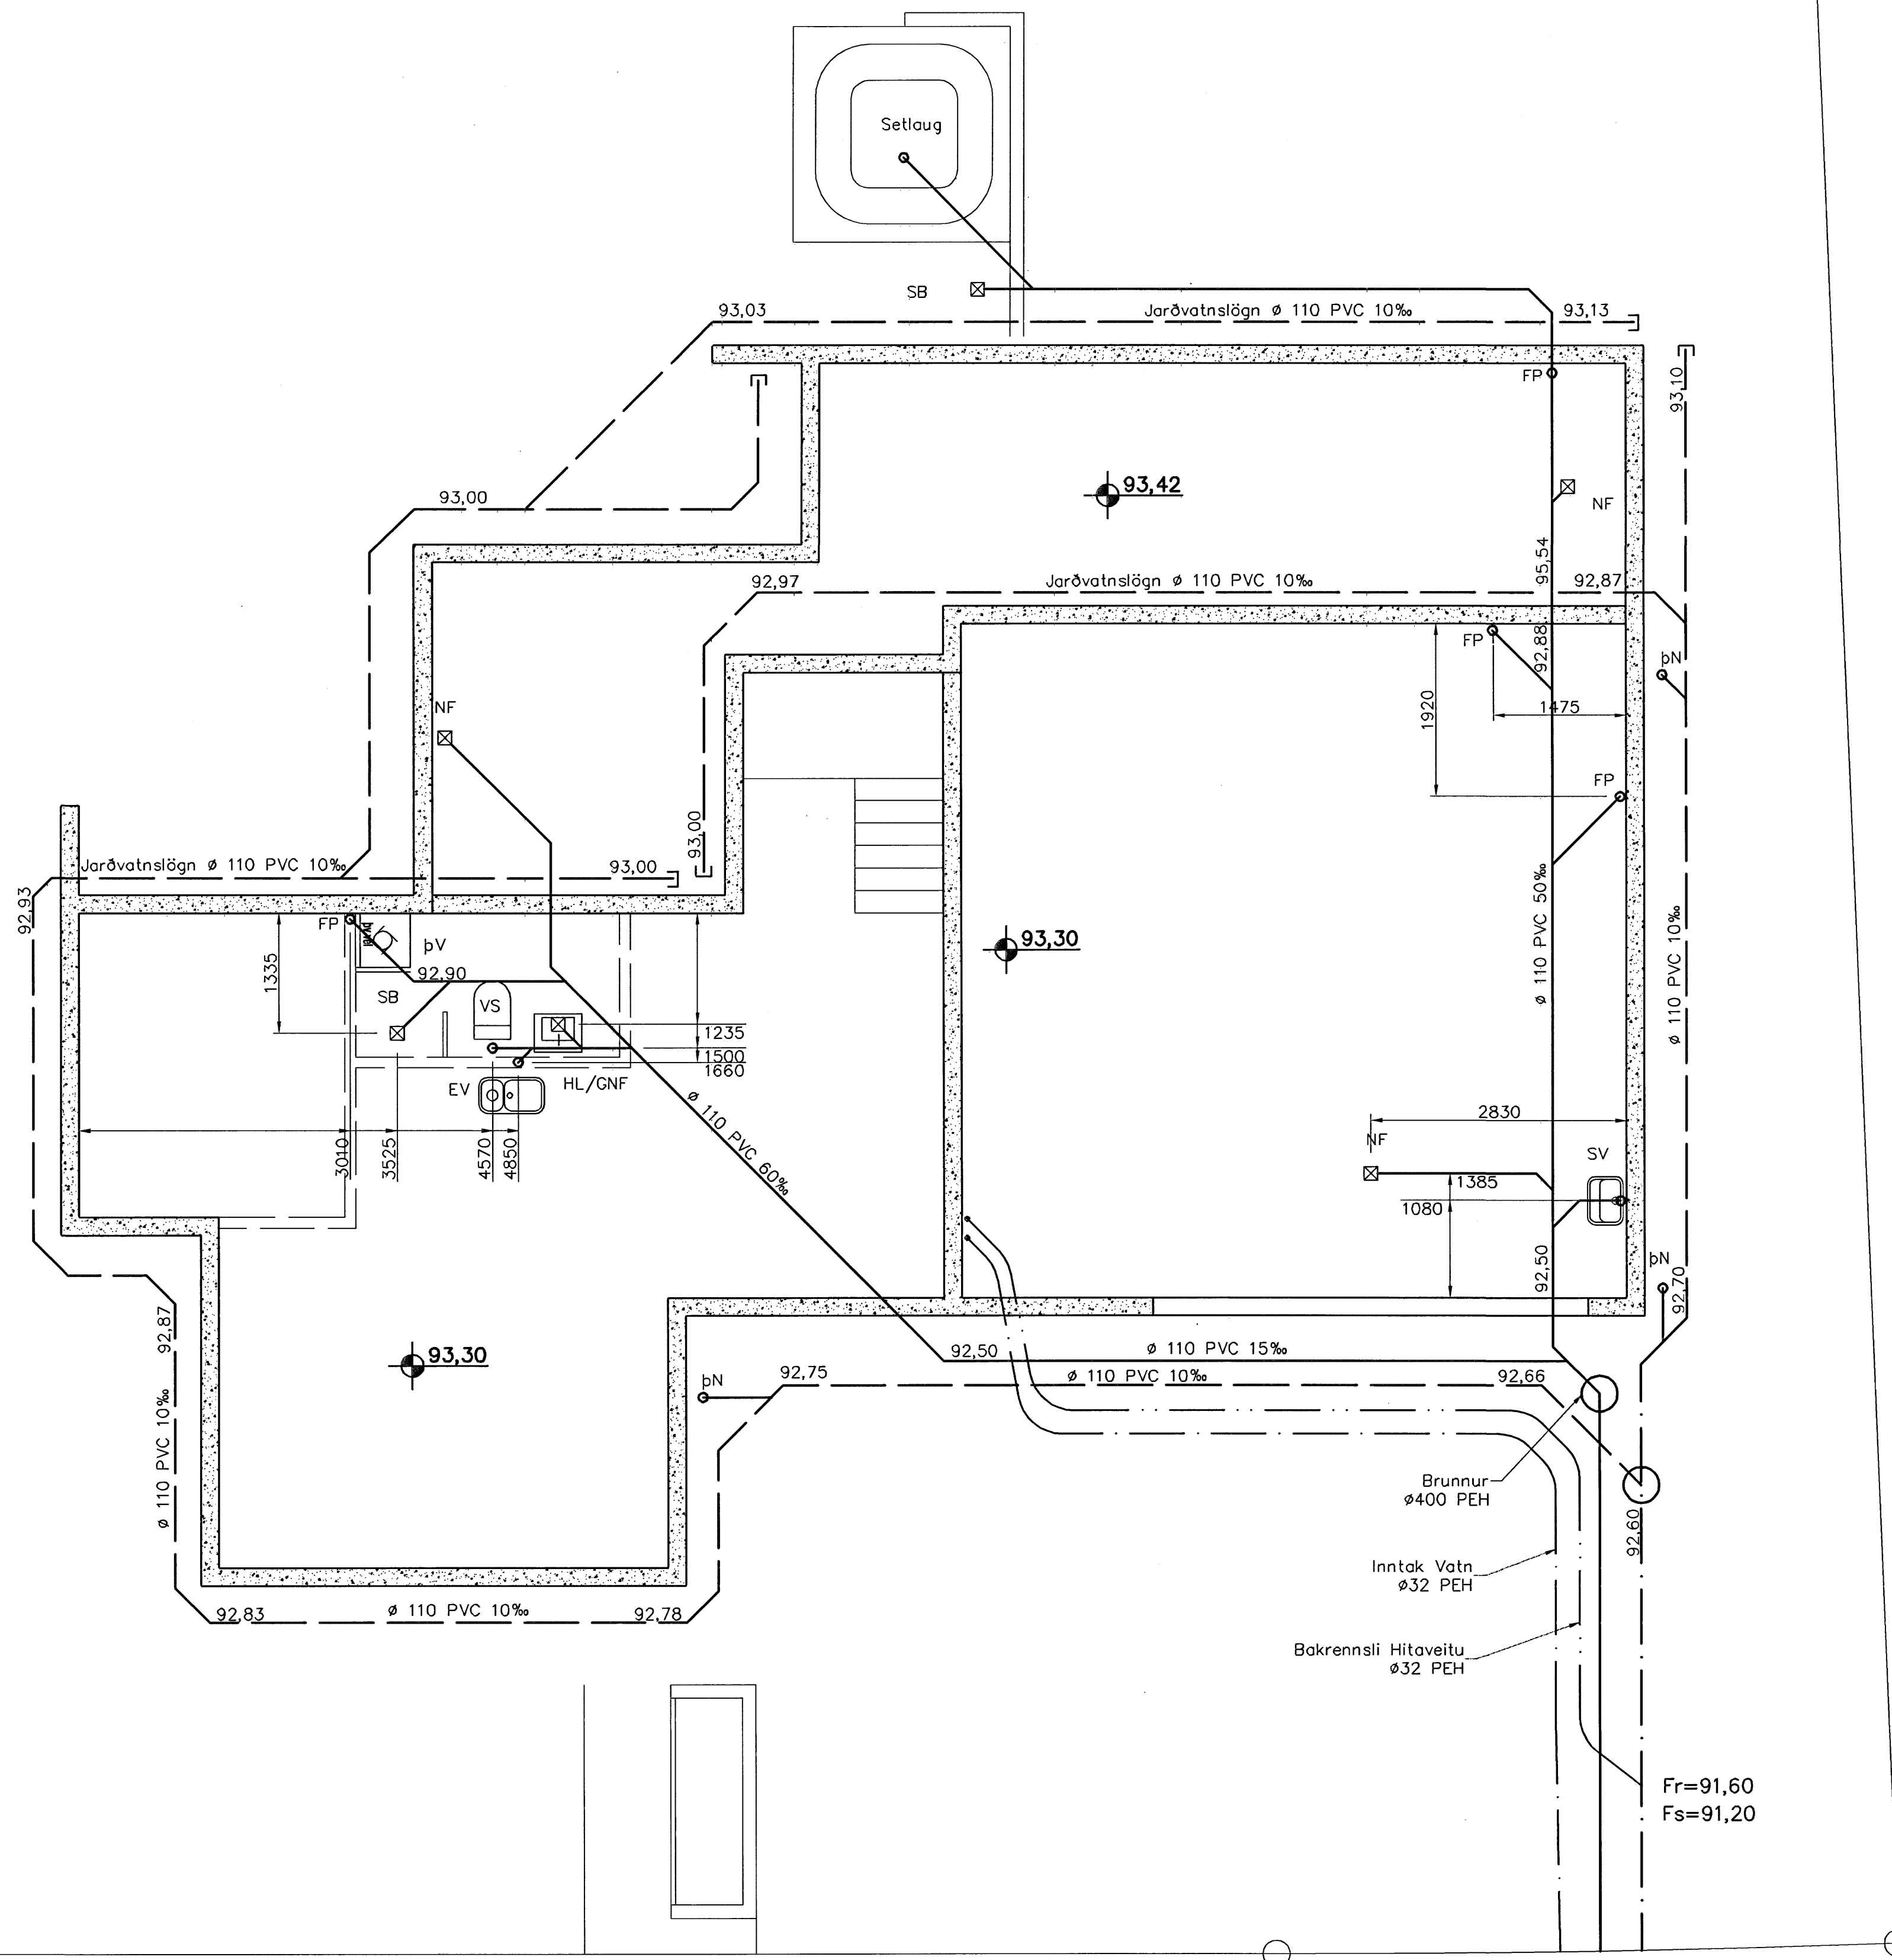 Setlaug
SB
93,03
Jarðvatnslögn ø 110 PVC 10‰
93,13
93,10
FP
93,42
NF
93,00
95,54
92,97
Jarðvatnslögn ø 110 PVC 10‰
92,87
FP
92,88
þN
1475
1920
NF
FP
93,00
Jarðvatnslögn ø 110 PVC 10‰
93,00
92,93
FP
þV
93,30
ø 110 PVC 50‰
ø 110 PVC 10‰
1335
92,90
SB
VS
1235
1500
1660
EV
HL/GNF
ø 110 PVC 60‰
2830
NF
SV
3010
3525
4570
4850
1385
1080
92,50
þN
92,70
92,87
93,30
92,50
ø 110 PVC 15‰
þN
92,75
ø 110 PVC 10‰
92,66
ø 110 PVC 10‰
Brunnur
ø400 PEH
92,60
Inntak Vatn
ø32 PEH
92,83
ø 110 PVC 10‰
92,78
Bakrennsli Hitaveitu
ø32 PEH
Fr=91,60
Fs=91,20